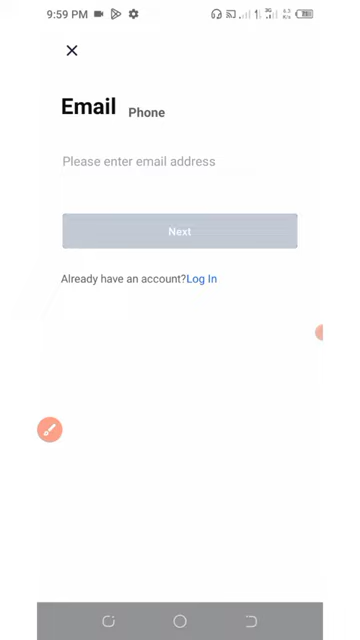 9:59 PM
Email Phone
Please enter email address
Next
Already have an account?Log In